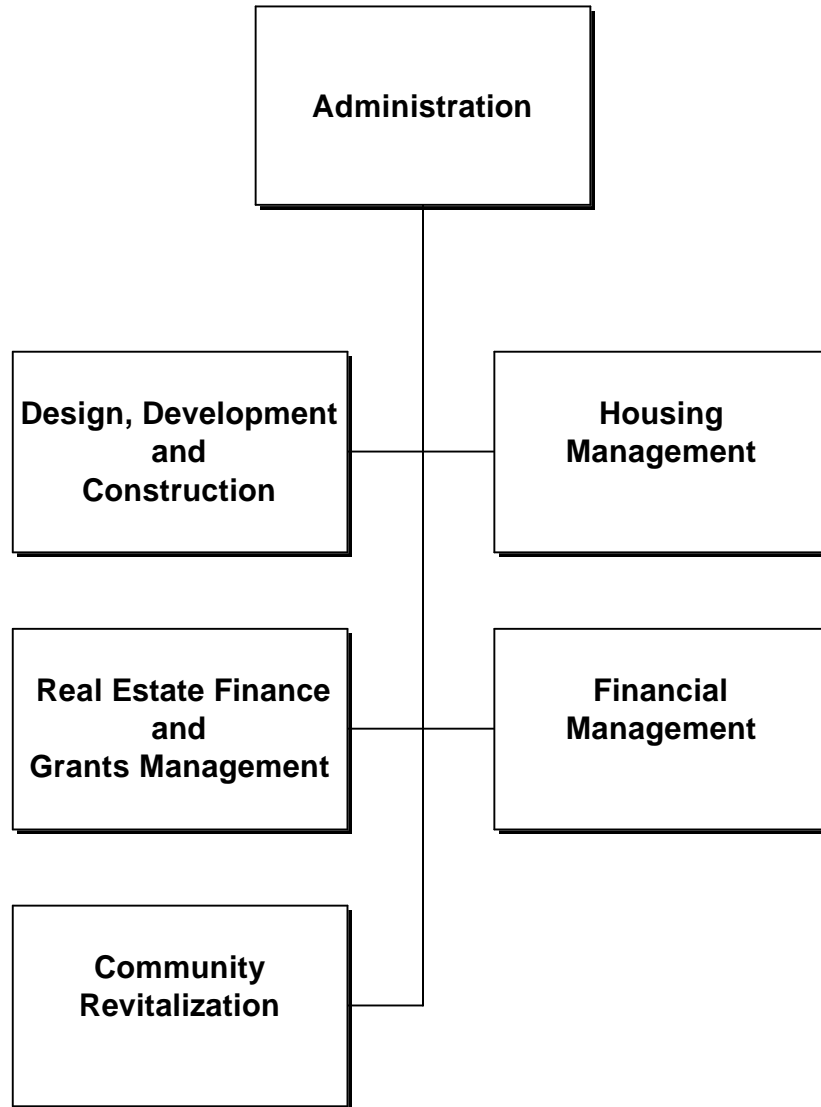 Administration
Design, Development
and
Construction
Housing
Management
Real Estate Finance
and
Grants Management
Financial
Management
Community
Revitalization